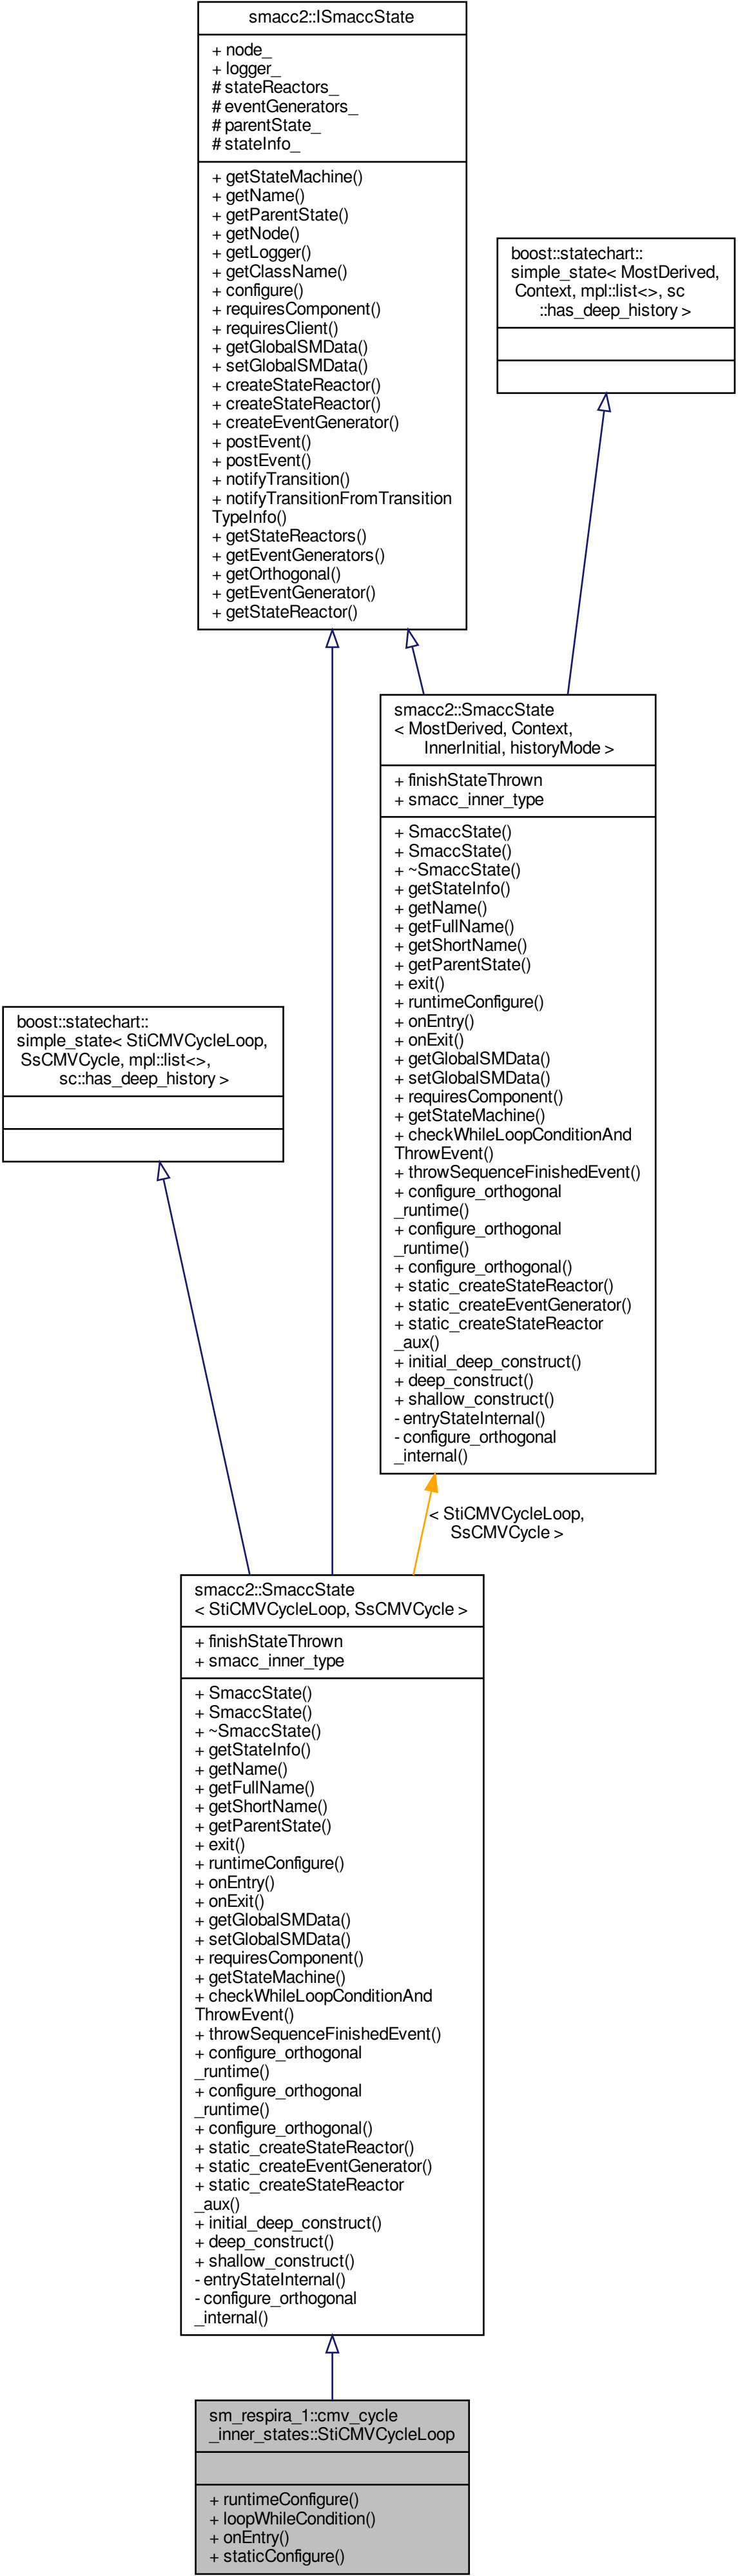 smacc2::ISmaccState
+ node_
+ logger_
# stateReactors_
# eventGenerators_
# parentState_
# stateInfo_
+ getStateMachine()
+ getName()
+ getParentState()
+ getNode()
+ getLogger()
+ getClassName()
+ configure()
+ requiresComponent()
+ requiresClient()
+ getGlobalSMData()
+ setGlobalSMData()
+ createStateReactor()
+ createStateReactor()
+ createEventGenerator()
+ postEvent()
+ postEvent()
+ notifyTransition()
+ notifyTransitionFromTransition
TypeInfo()
+ getStateReactors()
+ getEventGenerators()
+ getOrthogonal()
+ getEventGenerator()
+ getStateReactor()
boost::statechart::
simple_state< MostDerived,
Context, mpl::list<>, sc
::has_deep_history >
smacc2::SmaccState
< MostDerived, Context,
InnerInitial, historyMode >
+ finishStateThrown
+ smacc_inner_type
+ SmaccState()
+ SmaccState()
+ ~SmaccState()
+ getStateInfo()
+ getName()
+ getFullName()
+ getShortName()
+ getParentState()
+ exit()
+ runtimeConfigure()
+ onEntry()
+ onExit()
+ getGlobalSMData()
+ setGlobalSMData()
+ requiresComponent()
+ getStateMachine()
+ checkWhileLoopConditionAnd
ThrowEvent()
+ throwSequenceFinishedEvent()
+ configure_orthogonal
_runtime()
+ configure_orthogonal
_runtime()
+ configure_orthogonal()
+ static_createStateReactor()
+ static_createEventGenerator()
+ static_createStateReactor
_aux()
+ initial_deep_construct()
+ deep_construct()
+ shallow_construct()
- entryStateInternal()
- configure_orthogonal
_internal()
boost::statechart::
simple_state< StiCMVCycleLoop,
SsCMVCycle, mpl::list<>,
sc::has_deep_history >
< StiCMVCycleLoop,
SsCMVCycle >
smacc2::SmaccState
< StiCMVCycleLoop, SsCMVCycle >
+ finishStateThrown
+ smacc_inner_type
+ SmaccState()
+ SmaccState()
+ ~SmaccState()
+ getStateInfo()
+ getName()
+ getFullName()
+ getShortName()
+ getParentState()
+ exit()
+ runtimeConfigure()
+ onEntry()
+ onExit()
+ getGlobalSMData()
+ setGlobalSMData()
+ requiresComponent()
+ getStateMachine()
+ checkWhileLoopConditionAnd
ThrowEvent()
+ throwSequenceFinishedEvent()
+ configure_orthogonal
_runtime()
+ configure_orthogonal
_runtime()
+ configure_orthogonal()
+ static_createStateReactor()
+ static_createEventGenerator()
+ static_createStateReactor
_aux()
+ initial_deep_construct()
+ deep_construct()
+ shallow_construct()
- entryStateInternal()
- configure_orthogonal
_internal()
sm_respira_1::cmv_cycle
_inner_states::StiCMVCycleLoop
+ runtimeConfigure()
+ loopWhileCondition()
+ onEntry()
+ staticConfigure()